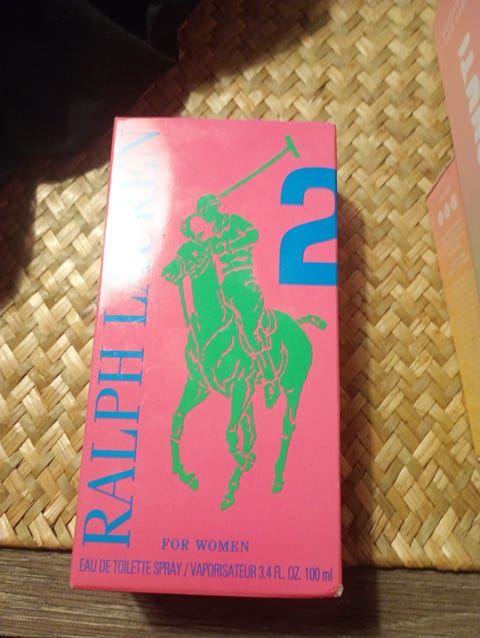 RALPH LAUREN
2
FOR WOMEN
EAU DE TOILETTE SPRAY / VAPORISATEUR 3.4 FL. OZ. 100 ml